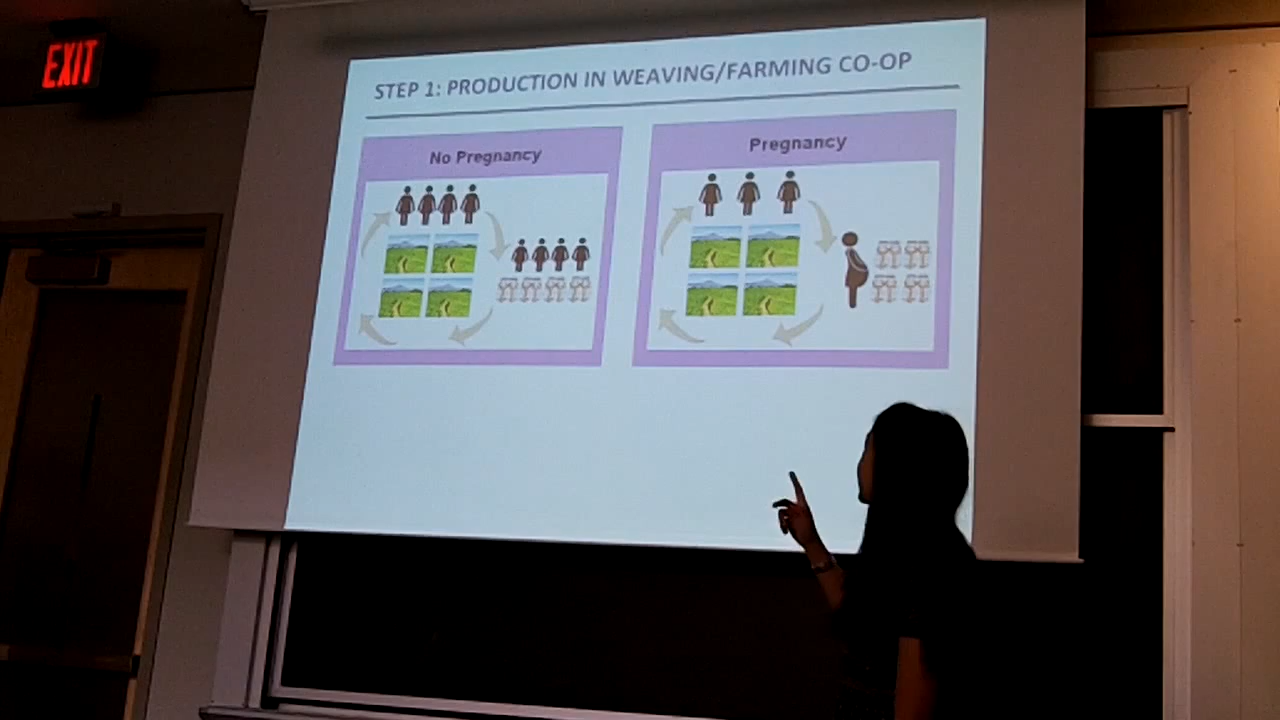 EXIT
STEP 1: PRODUCTION IN WEAVING/FARMING CO-OP
No Pregnancy
Pregnancy